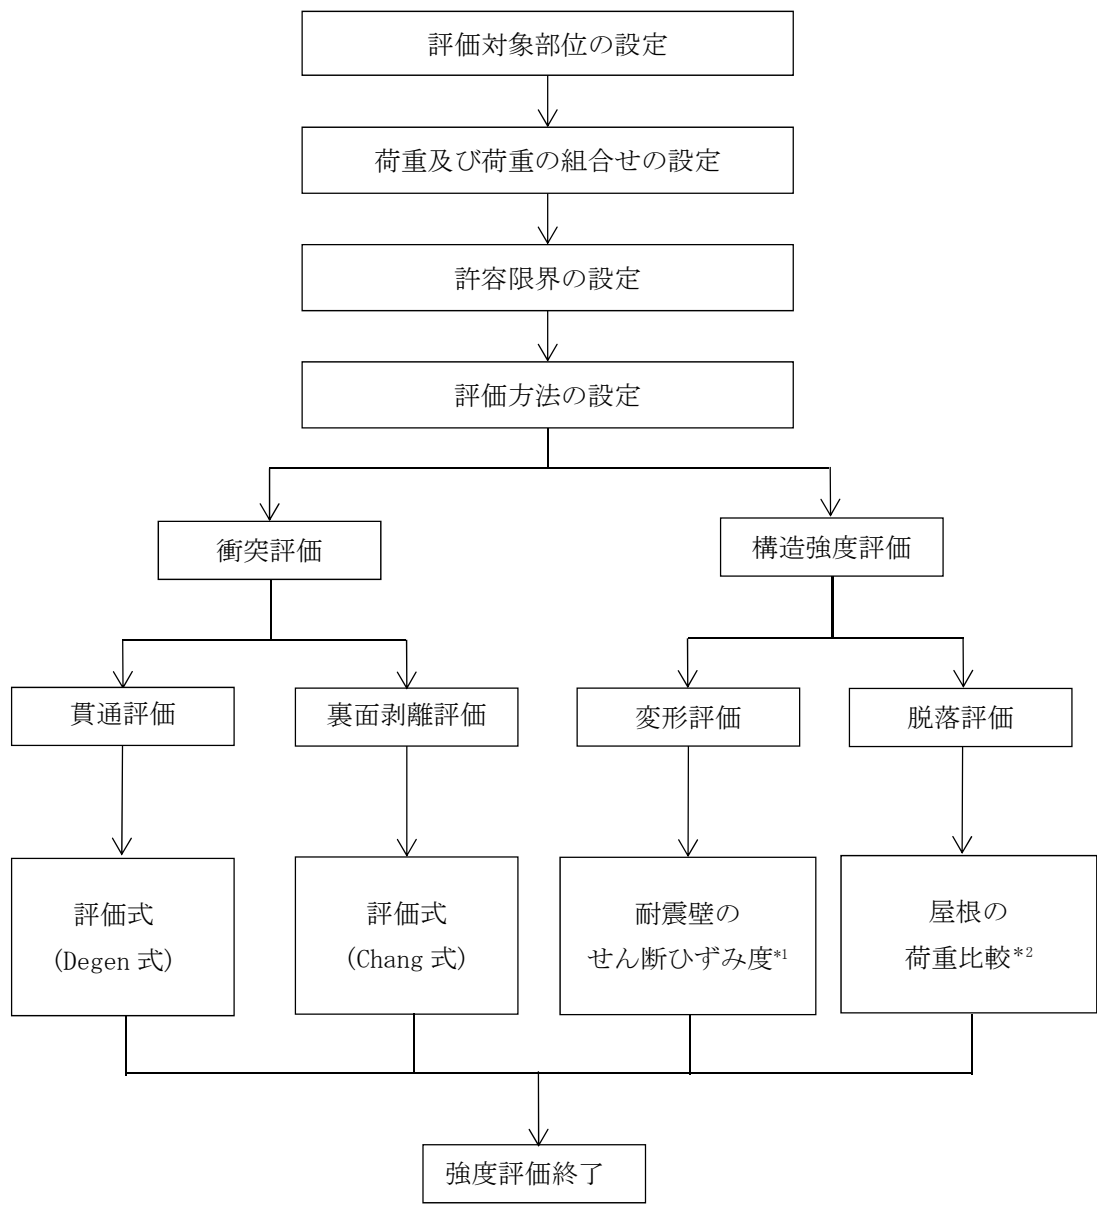 評価対象部位の設定
荷重及び荷重の組合せの設定
許容限界の設定
評価方法の設定
衝突評価
構造強度評価
貫通評価
裏面剥離評価
変形評価
脱落評価
評価式
(Degen 式)
評価式
(Chang 式)
耐震壁の
せん断ひずみ度*1
屋根の
荷重比較*2
強度評価終了